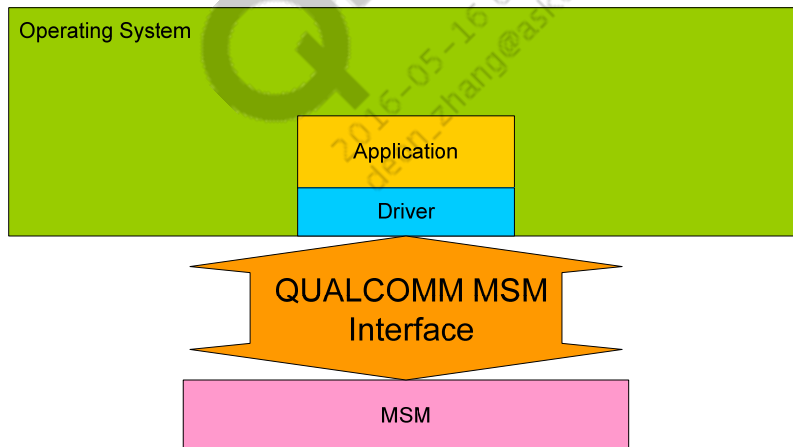 Operating System
Application
Driver
QUALCOMM MSM
Interface
MSM